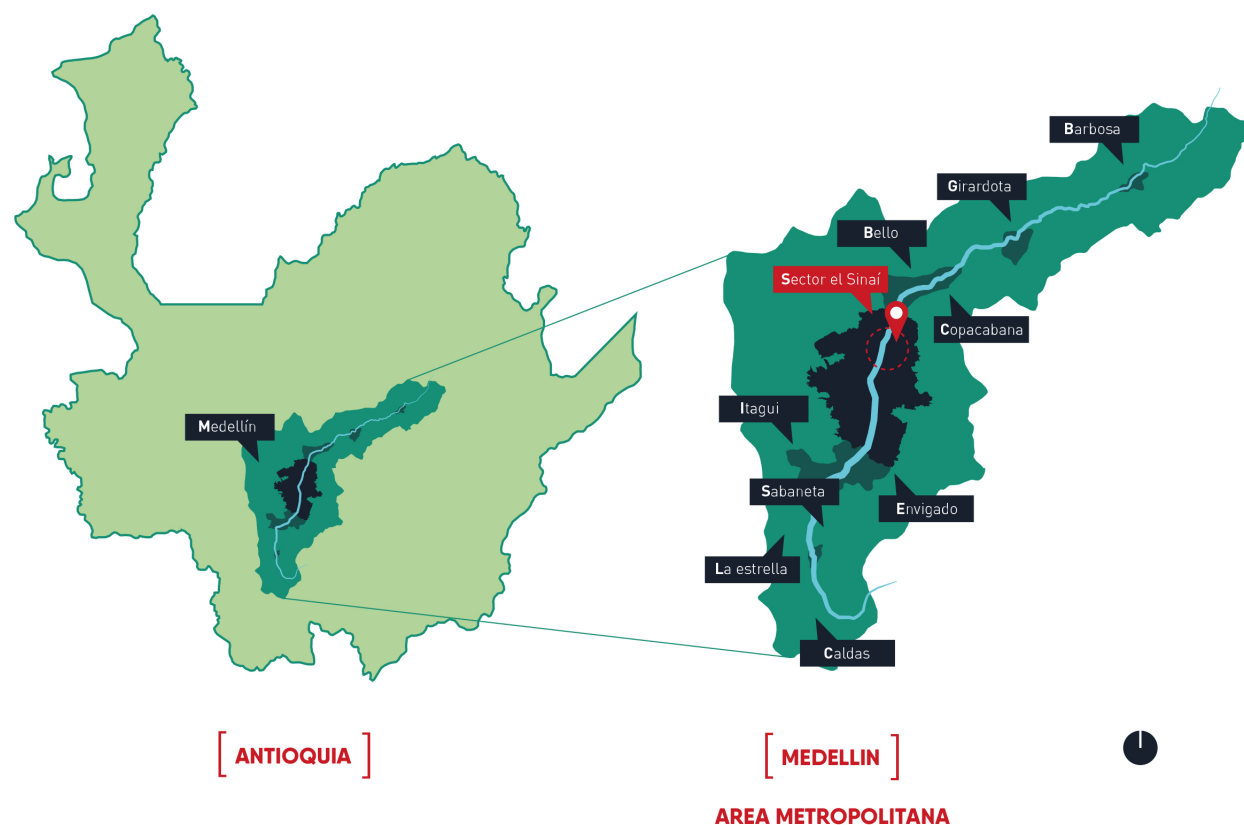 Medellín
ANTIOQUIA
Barbosa
Girardota
Bello
Sector el Sinaí
Copacabana
Itagui
Sabaneta
Envigado
La estrella
Caldas
MEDELLIN
AREA METROPOLITANA